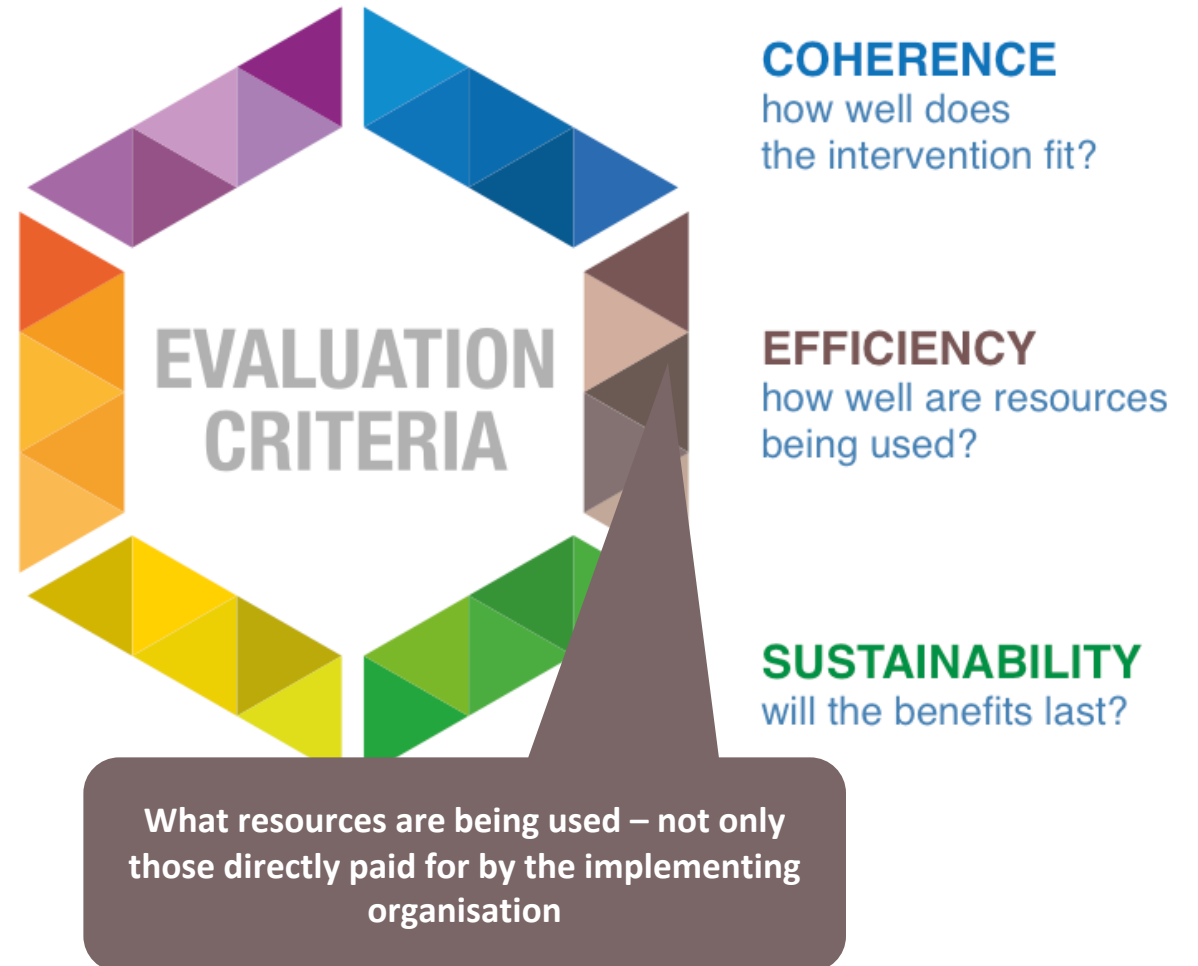 COHERENCE
how well does
the intervention fit?
EVALUATION
CRITERIA
EFFICIENCY
how well are resources
being used?
SUSTAINABILITY
will the benefits last?
What resources are being used – not only
those directly paid for by the implementing
organisation